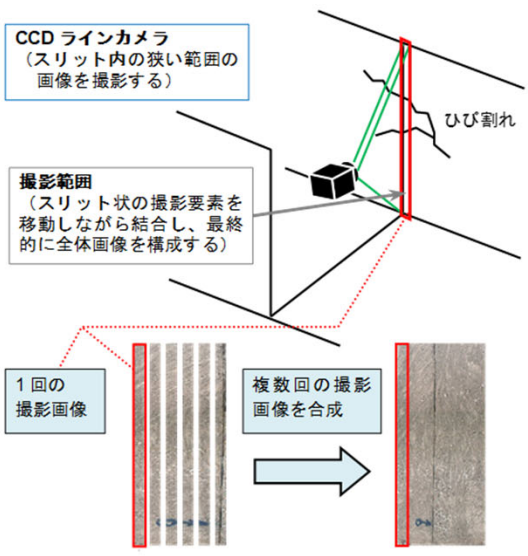 CCD ラインカメラ
（スリット内の狭い範囲の
画像を撮影する）
ひび割れ
撮影範囲
（スリット状の撮影要素を
移動しながら結合し、最終
的に全体画像を構成する）
1回の
撮影画像
複数回の撮影
画像を合成